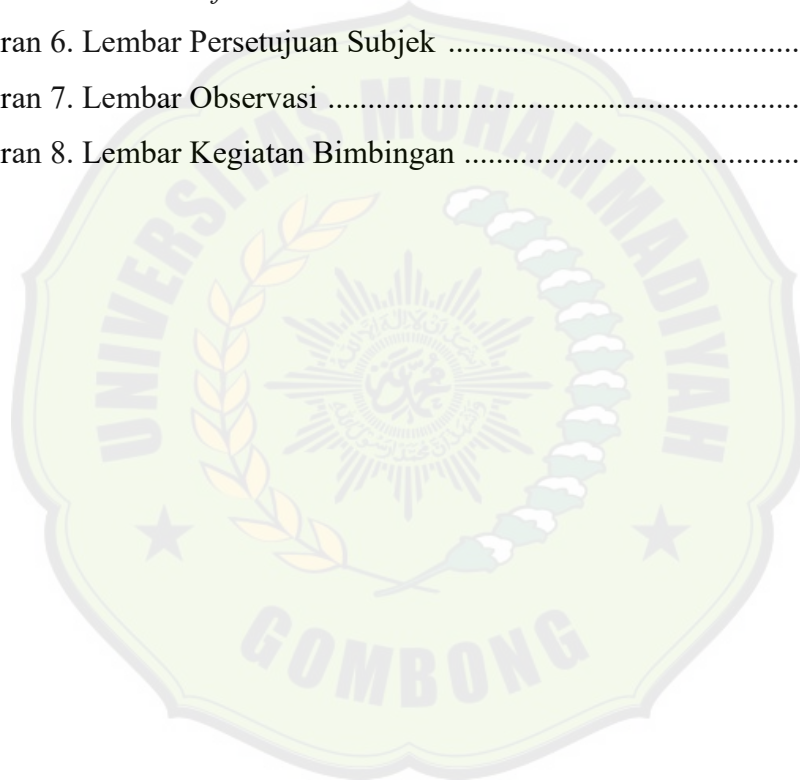 ran 6. Lembar Persetujuan Subjek ........................................
ran 7. Lembar Observasi ........................................................
ran 8. Lembar Kegiatan Bimbingan ......................................
UNIVERSITAS MUHAMMADIYAH
GOMBONG